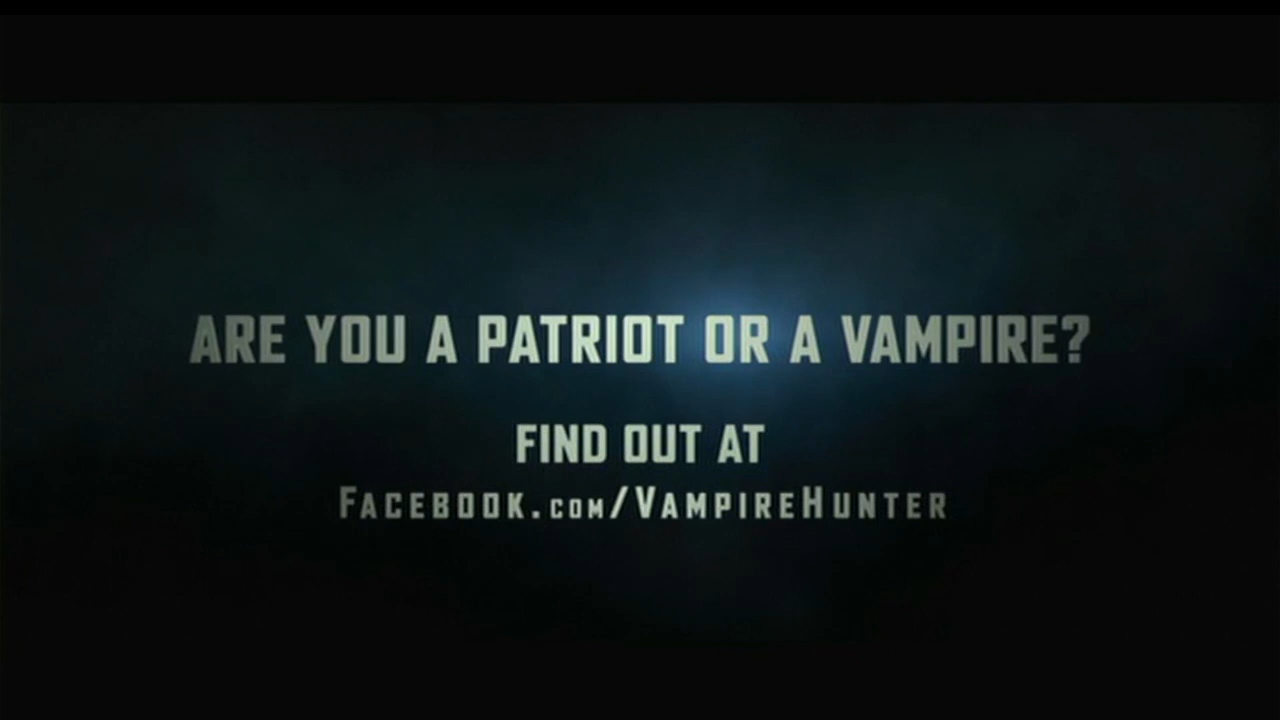 ARE YOU A PATRIOT OR A VAMPIRE?
FIND OUT AT
FACEBOOK.COM/VAMPIREHUNTER